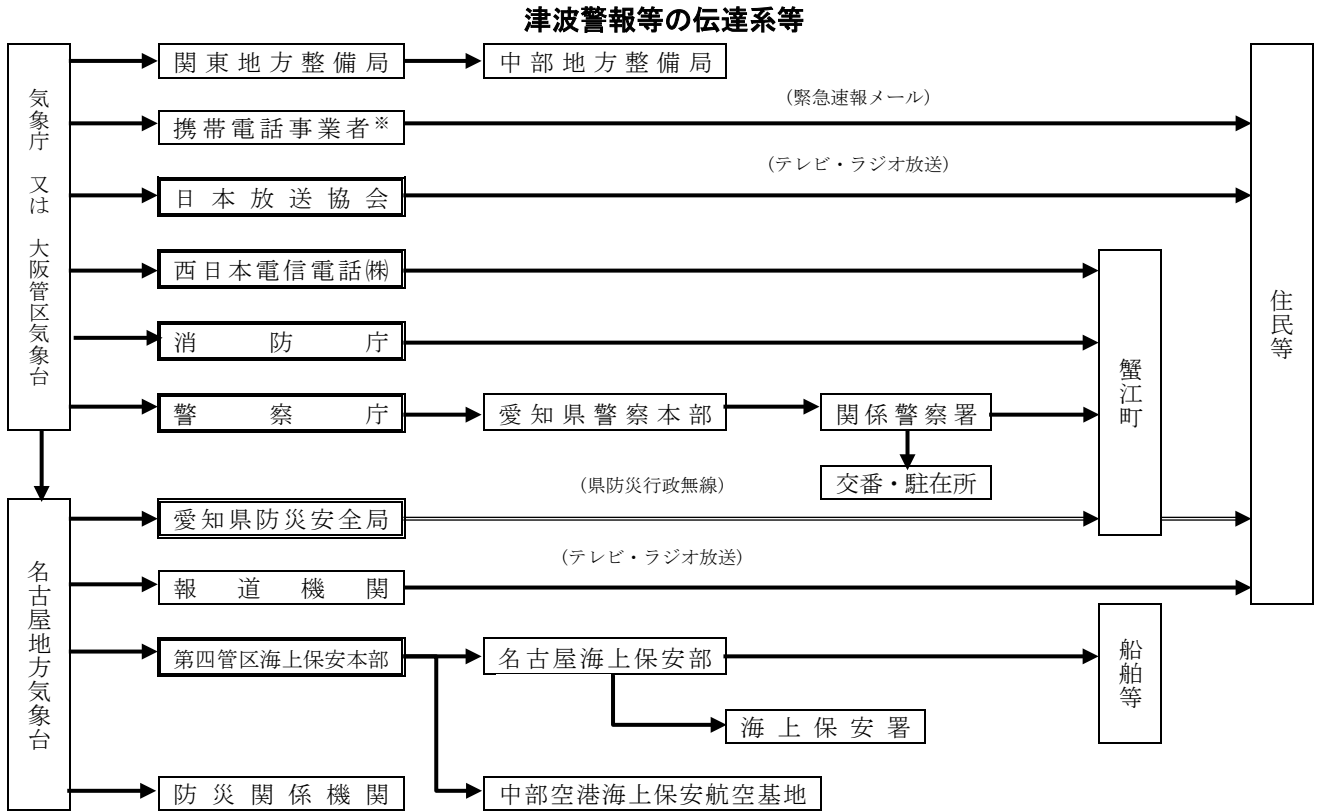 津波警報等の伝達系等
気象庁 又は 大阪管区気象台
関東地方整備局
中部地方整備局
携帯電話事業者※
(緊急速報メール)
日本放送協会
(テレビ・ラジオ放送)
西日本電信電話㈱
消防庁
警察庁
愛知県警察本部
関係警察署
交番・駐在所
蟹江町
住民等
名古屋地方気象台
愛知県防災安全局
(県防災行政無線)
報道機関
(テレビ・ラジオ放送)
第四管区海上保安本部
名古屋海上保安部
船舶等
海上保安署
防災関係機関
中部空港海上保安航空基地